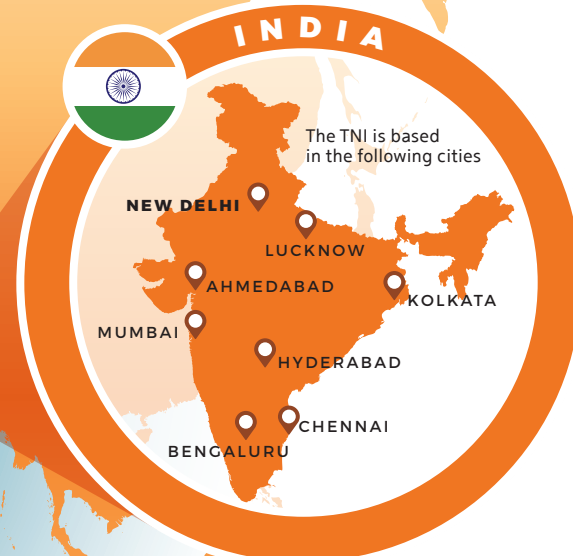 INDIA
The TNI is based
in the following cities
NEW DELHI
LUCKNOW
AHMEDABAD
KOLKATA
MUMBAI
HYDERABAD
CHENNAI
BENGALURU